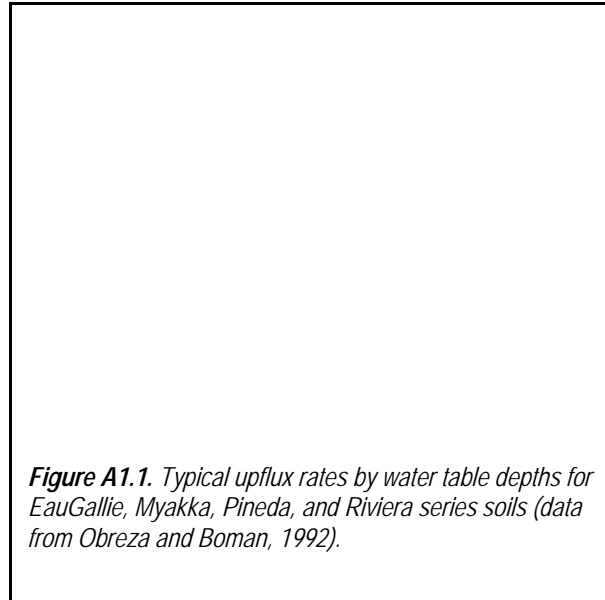 Figure A1.1. Typical upflux rates by water table depths for
EauGallie, Myakka, Pineda, and Riviera series soils (data
from Obreza and Boman, 1992).